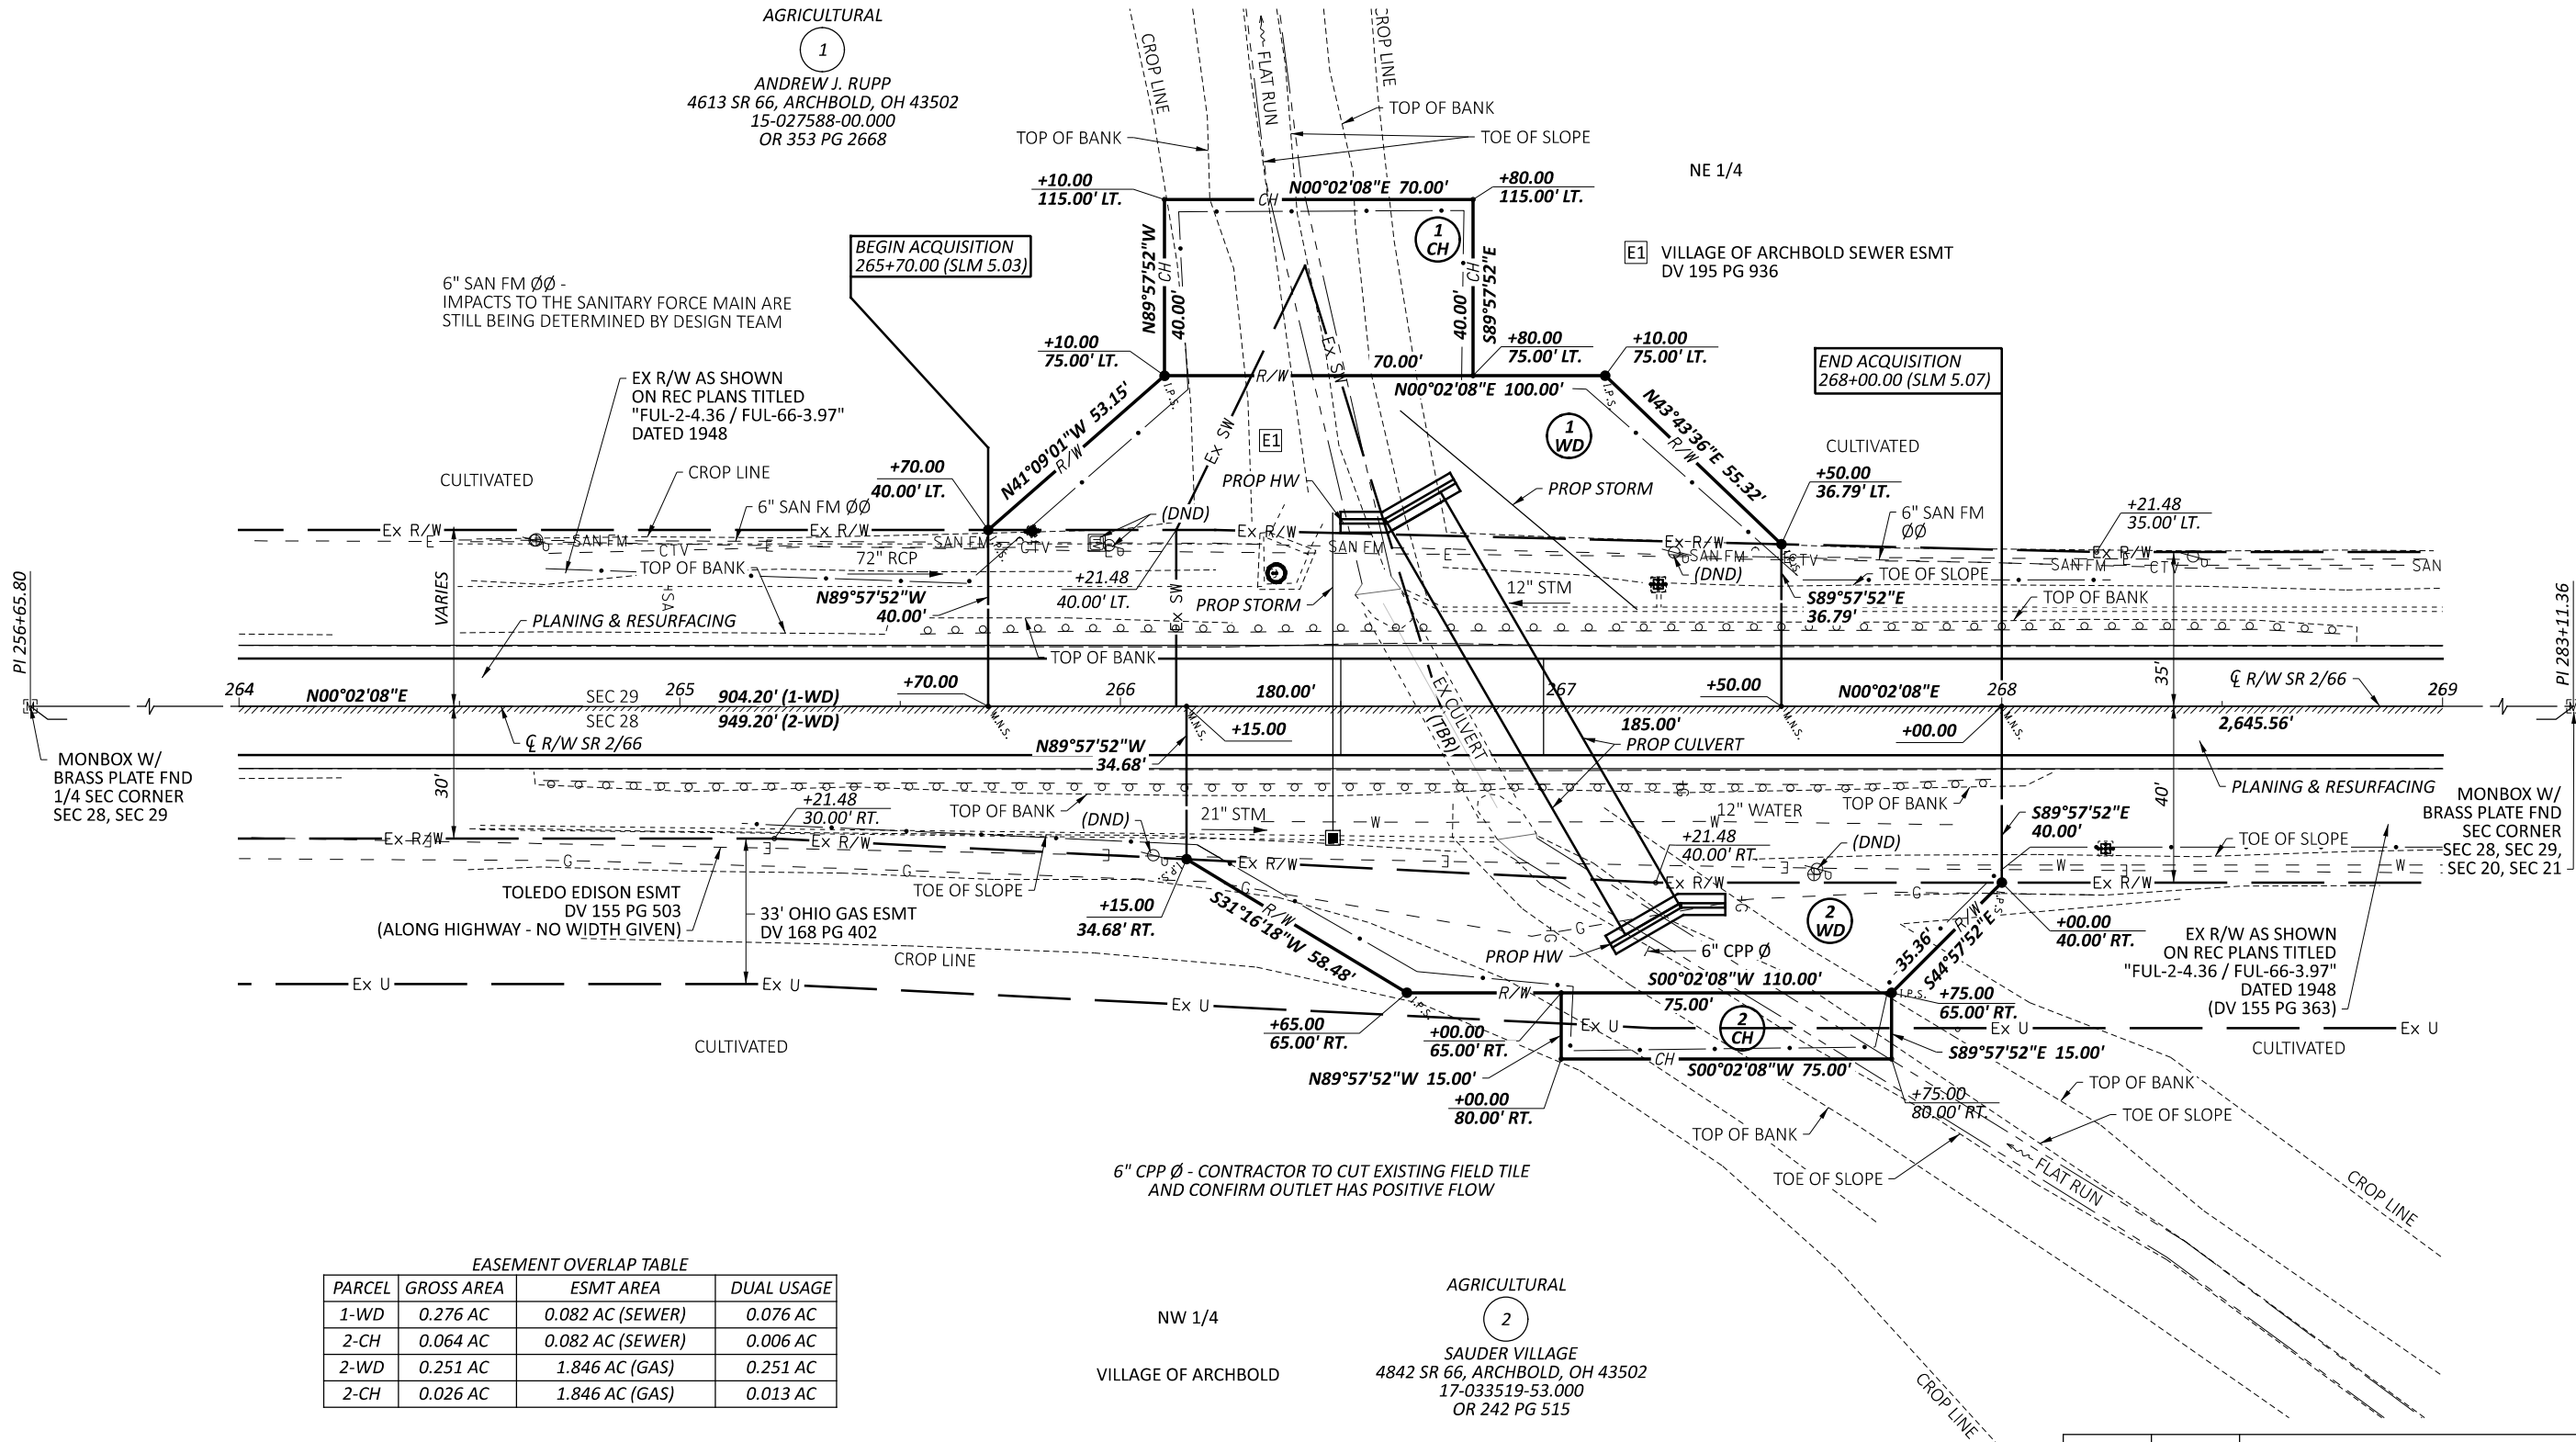 AGRICULTURAL
1
ANDREW J. RUPP
4613 SR 66, ARCHBOLD, OH 43502
15-027588-00.000
OR 353 PG 2668
CROP LINE
FLAT RUN
CROP LINE
TOP OF BANK
TOP OF BANK
TOE OF SLOPE
NE 1/4
+10.00
115.00' LT.
N00°02'08"E 70.00'
CH
+80.00
115.00' LT.
1
CH
BEGIN ACQUISITION
265+70.00 (SLM 5.03)
N89°57'52"W
CH
40.00'
40.00'
CH
S89°57'52"E
E1 VILLAGE OF ARCHBOLD SEWER ESMT
DV 195 PG 936
6" SAN FM ØØ -
IMPACTS TO THE SANITARY FORCE MAIN ARE
STILL BEING DETERMINED BY DESIGN TEAM
+10.00
75.00' LT.
EX SW
70.00'
R/W
+80.00
75.00' LT.
+10.00
75.00' LT.
END ACQUISITION
268+00.00 (SLM 5.07)
EX R/W AS SHOWN
ON REC PLANS TITLED
"FUL-2-4.36 / FUL-66-3.97"
DATED 1948
I.P.S.
N00°02'08"E 100.00'
I.P.S.
N41°09'01"W 53.15'
R/W
Ex SW
E1
1
WD
N43°43'36"E 55.32'
R/W
CULTIVATED
CULTIVATED
CROP LINE
+70.00
40.00' LT.
PROP HW
PROP STORM
+50.00
36.79' LT.
6" SAN FM ØØ
(DND)
6" SAN FM
ØØ
+21.48
35.00' LT.
Ex R/W
Ex R/W
Ex R/W
Ex R/W
Ex R/W
E
SAN FM
CTV
E
SAN FM
CTV
E
SAN FM
E
SAN FM
CTV
SAN FM
CTV
SAN
PI 256+65.80
VARIES
TOP OF BANK
72" RCP
+21.48
40.00' LT.
12" STM
(DND)
TOE OF SLOPE
N89°57'52"W
40.00'
PROP STORM
S89°57'52"E
36.79'
TOP OF BANK
PI 283+11.36
PLANING & RESURFACING
Ex SW
TOP OF BANK
35'
264
N00°02'08"E
SEC 29
265
904.20' (1-WD)
+70.00
266
180.00'
EX CULVERT
(TBR)
267
+50.00
N00°02'08"E
268
℄ R/W SR 2/66
269
SEC 28
949.20' (2-WD)
℄ R/W SR 2/66
M.N.S.
M.N.S.
+15.00
185.00'
M.N.S.
+00.00
M.N.S.
2,645.56'
N89°57'52"W
34.68'
PROP CULVERT
MONBOX W/
BRASS PLATE FND
1/4 SEC CORNER
SEC 28, SEC 29
30'
40'
PLANING & RESURFACING
MONBOX W/
BRASS PLATE FND
SEC CORNER
SEC 28, SEC 29,
SEC 20, SEC 21
+21.48
30.00' RT.
TOP OF BANK
(DND)
21" STM
W
12" WATER
W
TOP OF BANK
S89°57'52"E
40.00'
+21.48
40.00' RT.
(DND)
TOE OF SLOPE
Ex R/W
Ex R/W
Ex R/W
Ex R/W
Ex R/W
G
G
G
G
W
W
TOLEDO EDISON ESMT
DV 155 PG 503
(ALONG HIGHWAY - NO WIDTH GIVEN)
33' OHIO GAS ESMT
DV 168 PG 402
TOE OF SLOPE
+15.00
34.68' RT.
I.P.S.
S31°16'18"W 58.48'
R/W
2
WD
35.36'
R/W
S44°57'52"E
I.P.S.
+00.00
40.00' RT.
EX R/W AS SHOWN
ON REC PLANS TITLED
"FUL-2-4.36 / FUL-66-3.97"
DATED 1948
(DV 155 PG 363)
CROP LINE
PROP HW
6" CPP Ø
S00°02'08"W 110.00'
Ex U
Ex U
Ex U
R/W
75.00'
I.P.S.
+75.00
65.00' RT.
I.P.S.
+65.00
65.00' RT.
+00.00
65.00' RT.
Ex U
2
CH
Ex U
Ex U
CULTIVATED
CULTIVATED
N89°57'52"W 15.00'
CH
S00°02'08"W 75.00'
S89°57'52"E 15.00'
+00.00
80.00' RT.
+75.00
80.00' RT.
TOP OF BANK
TOE OF SLOPE
TOP OF BANK
TOE OF SLOPE
FLAT RUN
CROP LINE
CROP LINE
6" CPP Ø - CONTRACTOR TO CUT EXISTING FIELD TILE
AND CONFIRM OUTLET HAS POSITIVE FLOW
EASEMENT OVERLAP TABLE
PARCEL GROSS AREA ESMT AREA DUAL USAGE
1-WD 0.276 AC 0.082 AC (SEWER) 0.076 AC
2-CH 0.064 AC 0.082 AC (SEWER) 0.006 AC
2-WD 0.251 AC 1.846 AC (GAS) 0.251 AC
2-CH 0.026 AC 1.846 AC (GAS) 0.013 AC
NW 1/4
VILLAGE OF ARCHBOLD
AGRICULTURAL
2
SAUDER VILLAGE
4842 SR 66, ARCHBOLD, OH 43502
17-033519-53.000
OR 242 PG 515